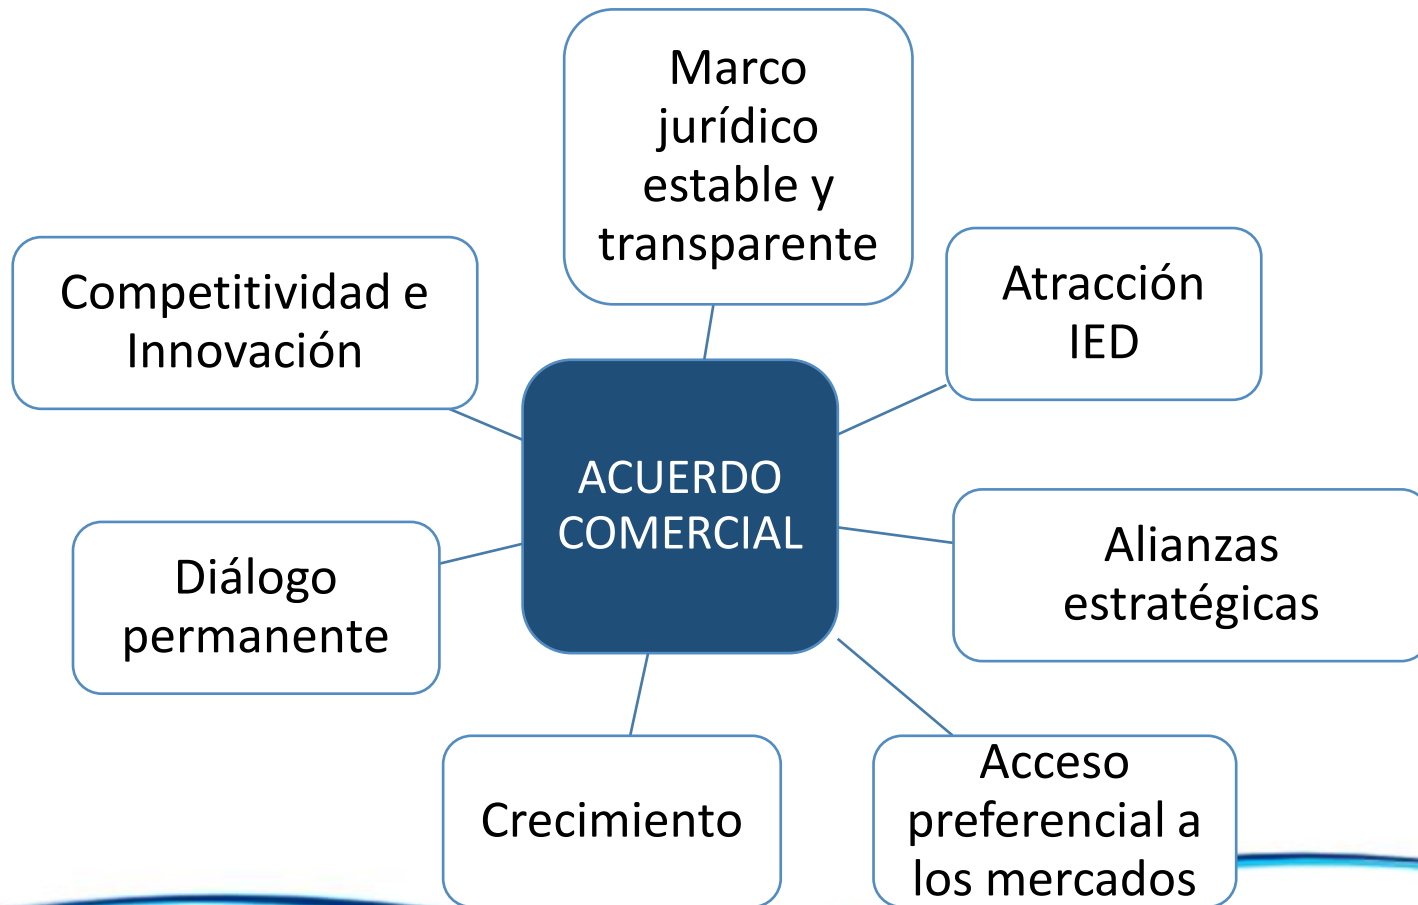 Marco
jurídico
estable y
transparente
Atracción
IED
Alianzas
estratégicas
Acceso
preferencial a
los mercados
Crecimiento
Diálogo
permanente
Competitividad e
Innovación
ACUERDO
COMERCIAL